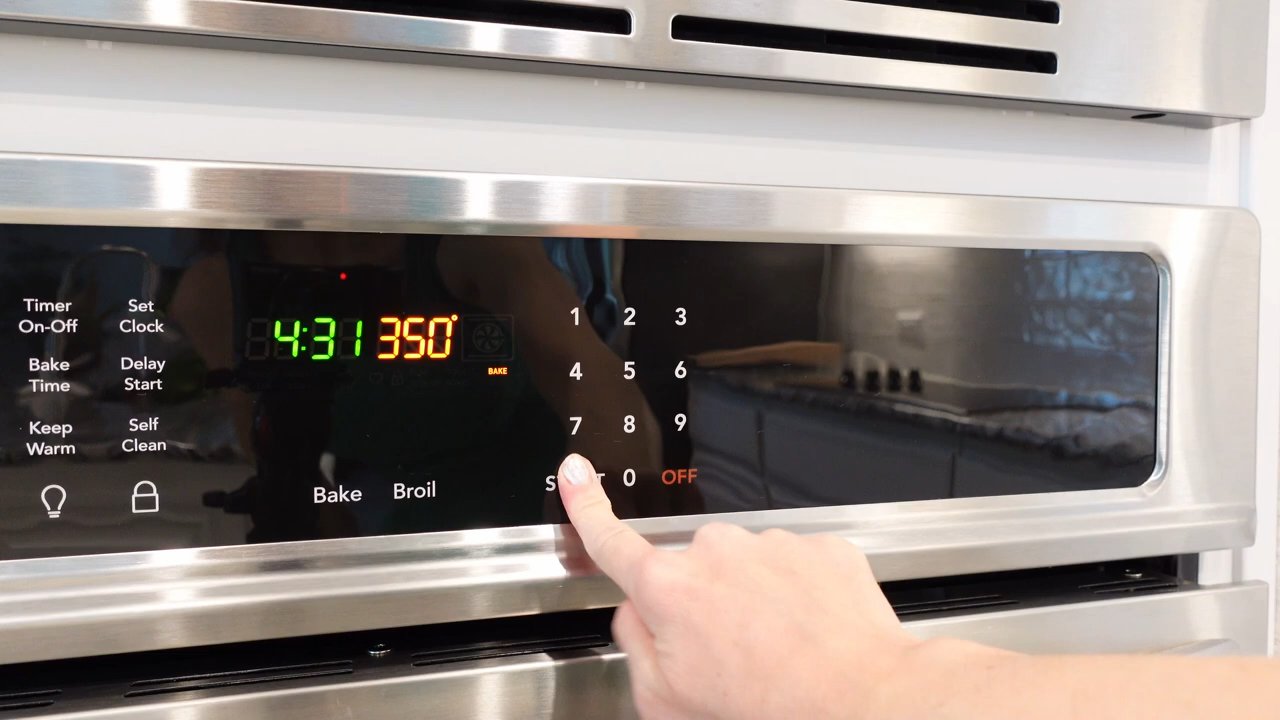 Timer
On-Off
Set
Clock
Bake
Time
Delay
Start
Keep
Warm
Self
Clean
4:31 350°
BAKE
Bake
Broil
1 2 3
4 5 6
7 8 9
0 OFF